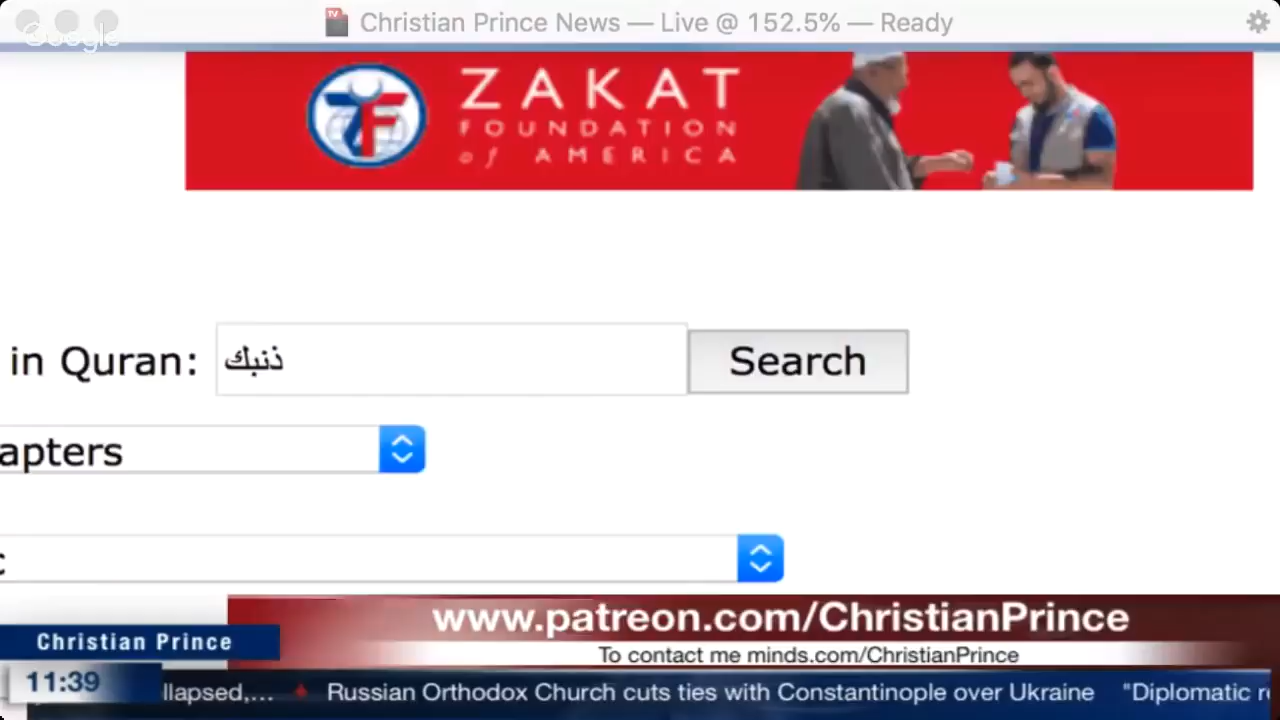 Christian Prince News — Live @ 152.5% — Ready
Google
TF
ZAKAT
FOUNDATION
of AMERICA
in Quran: ذنبك Search
apters
www.patreon.com/ChristianPrince
Christian Prince
To contact me minds.com/ChristianPrince
11:39
llapsed,... Russian Orthodox Church cuts ties with Constantinople over Ukraine "Diplomatic